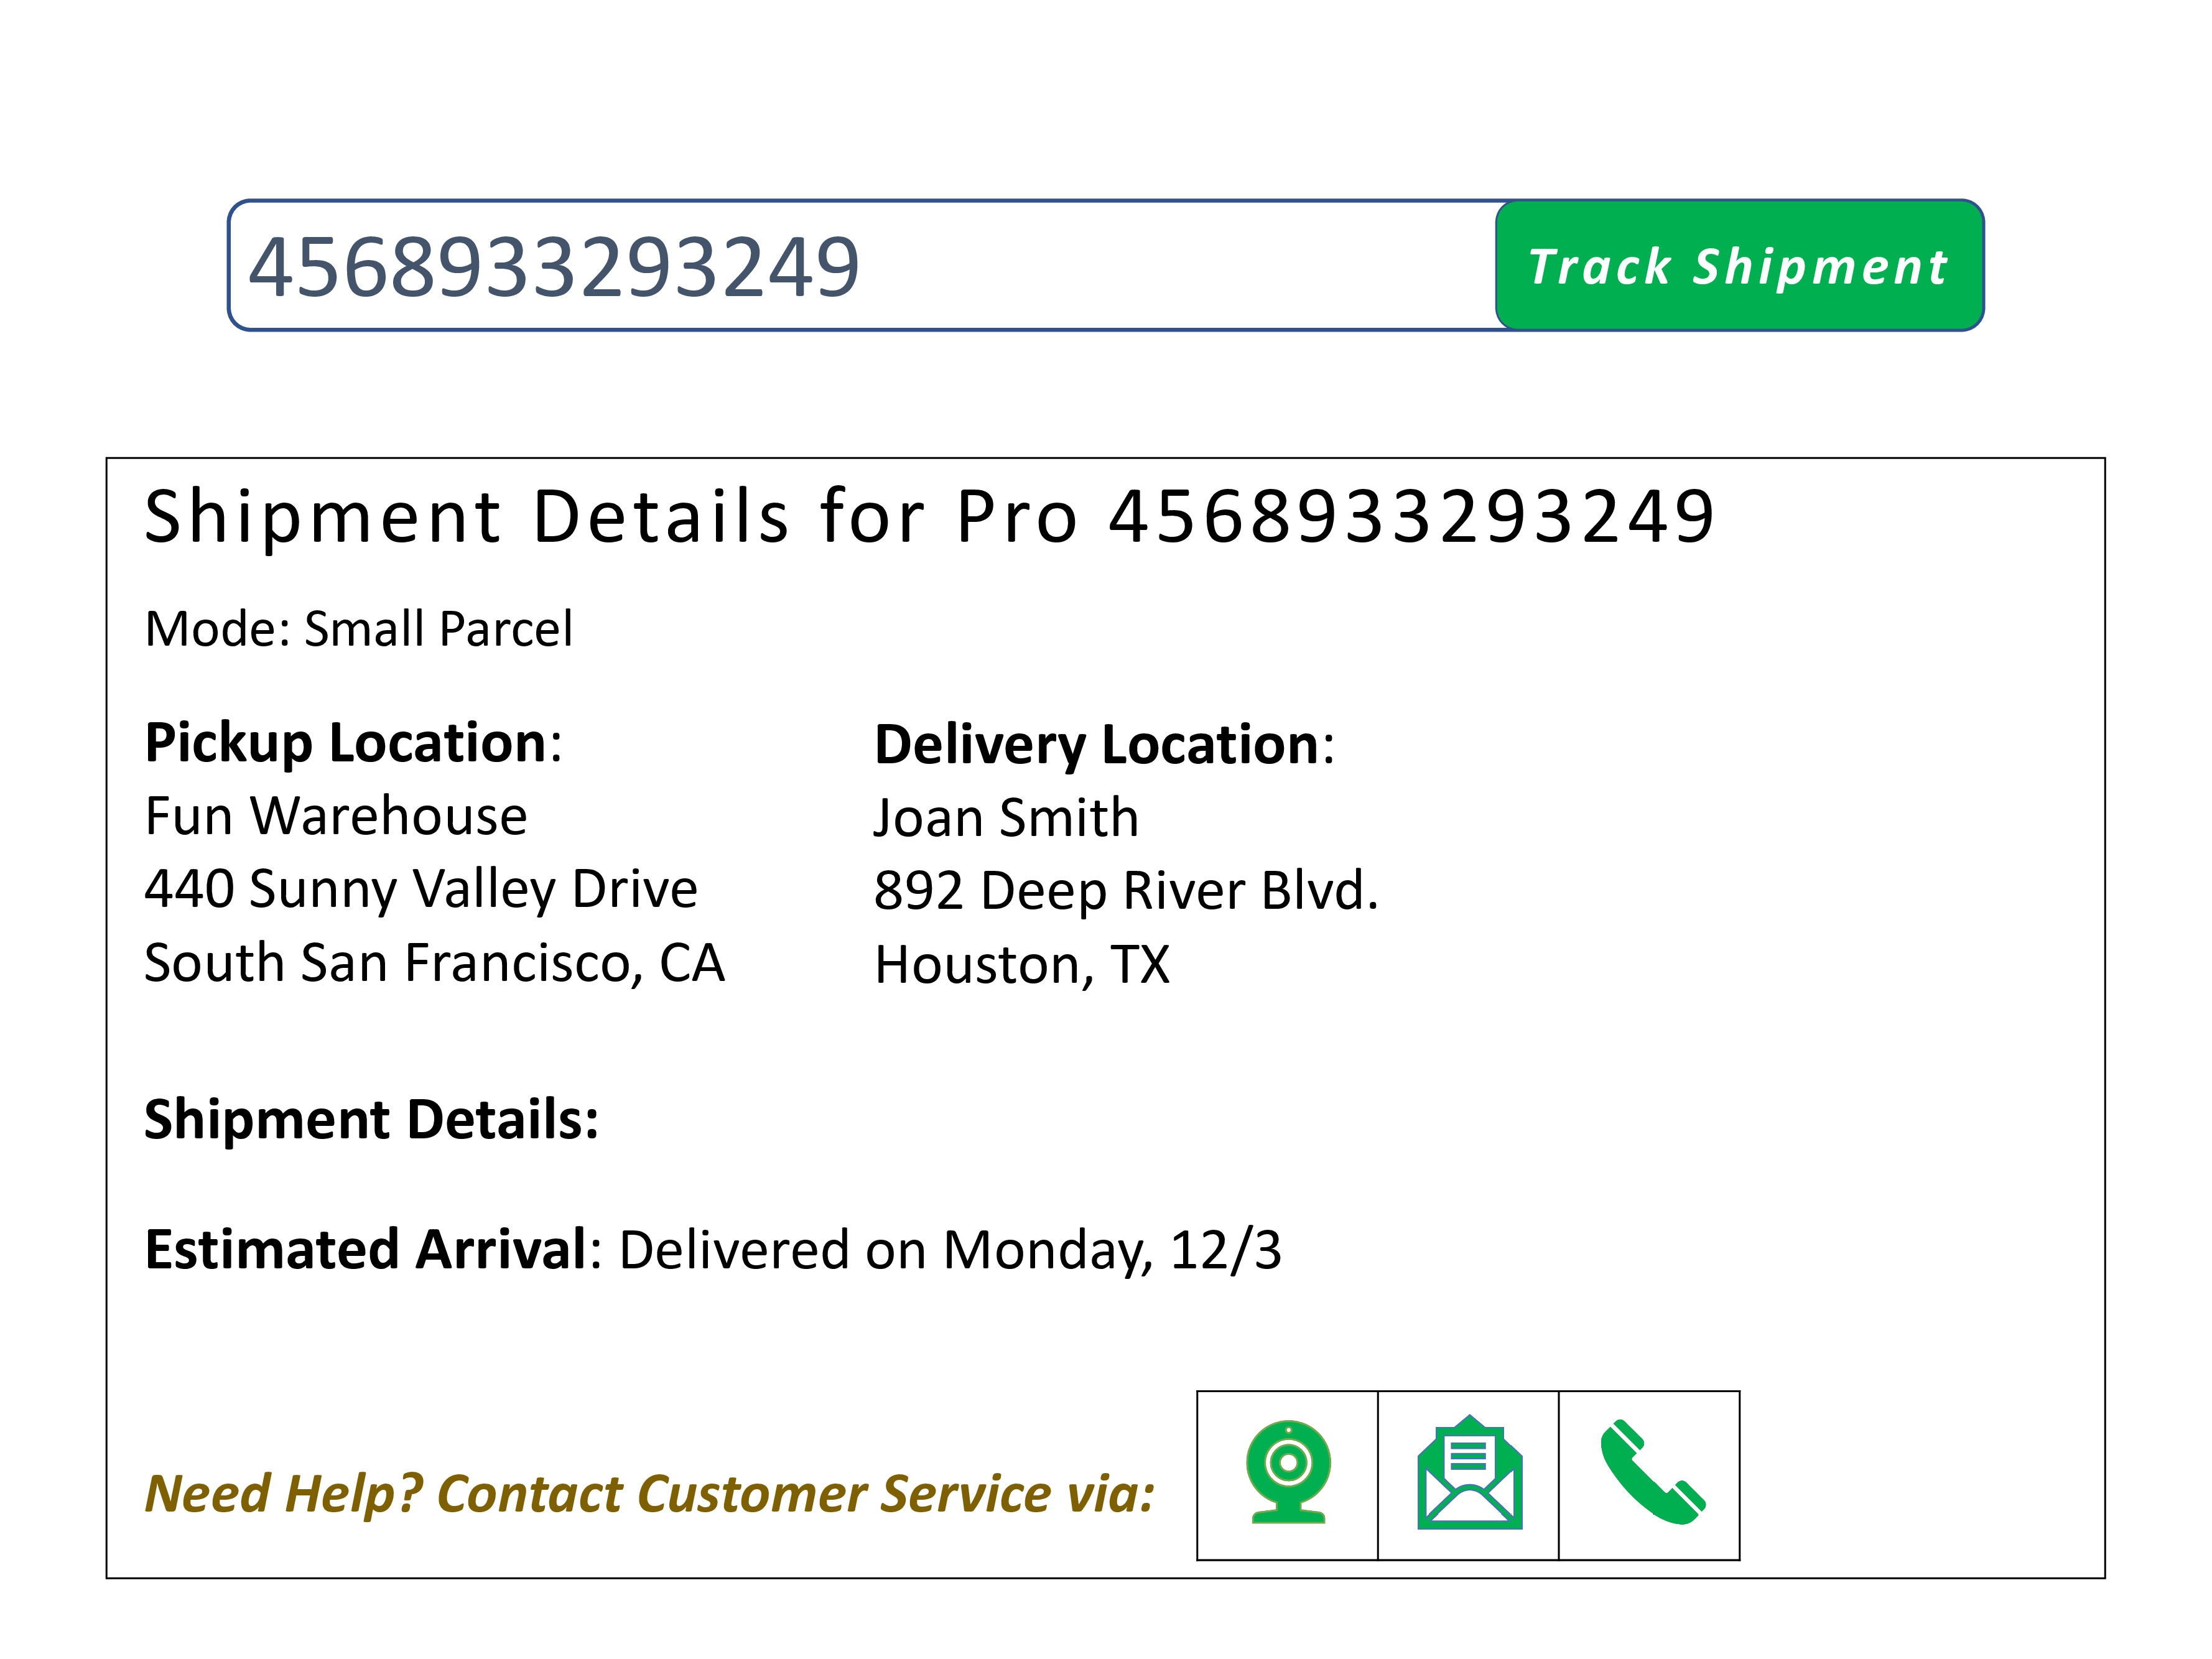 4568933293249
Track Shipment
Shipment Details for Pro 4568933293249
Mode: Small Parcel
Pickup Location:
Fun Warehouse
440 Sunny Valley Drive
South San Francisco, CA
Delivery Location:
Joan Smith
892 Deep River Blvd.
Houston, TX
Shipment Details:
Estimated Arrival: Delivered on Monday, 12/3
Need Help? Contact Customer Service via: